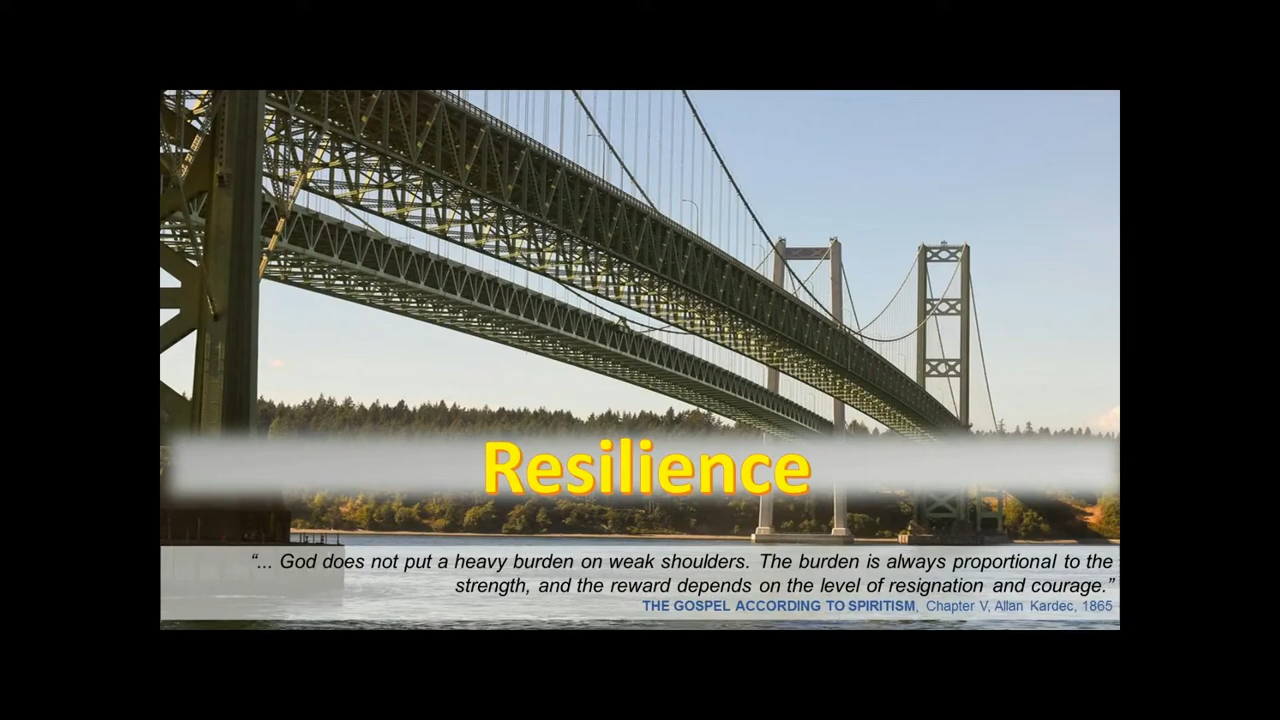 Resilience
“... God does not put a heavy burden on weak shoulders. The burden is always proportional to the
strength, and the reward depends on the level of resignation and courage.”
THE GOSPEL ACCORDING TO SPIRITISM, Chapter V, Allan Kardec, 1865